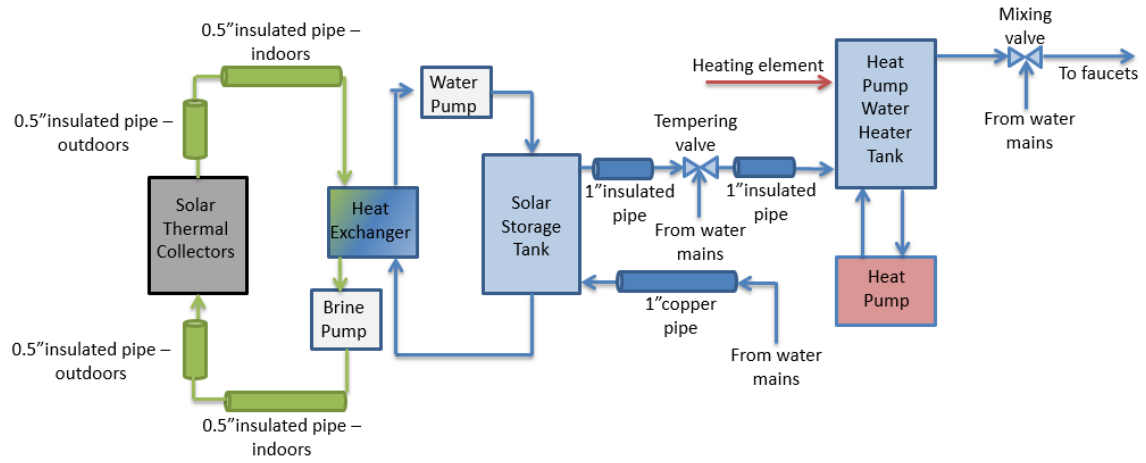 0.5”insulated pipe –
indoors
0.5”insulated pipe –
outdoors
Solar
Thermal
Collectors
0.5”insulated pipe –
outdoors
0.5”insulated pipe –
indoors
Heat
Exchanger
Brine
Pump
Water
Pump
Solar
Storage
Tank
1”insulated
pipe
Tempering
valve
From water
mains
1”insulated
pipe
1”copper
pipe
From water
mains
Heating element
Heat
Pump
Water
Heater
Tank
Heat
Pump
Mixing
valve
To faucets
From water
mains